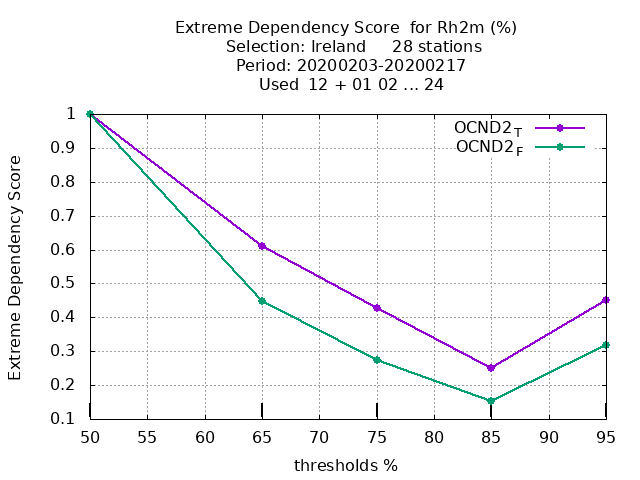 Extreme Dependency Score  for Rh2m (%)
Selection: Ireland     28 stations
Period: 20200203-20200217
Used  12 + 01 02 ... 24
OCND2T
OCND2F
Extreme Dependency Score
1
0.9
0.8
0.7
0.6
0.5
0.4
0.3
0.2
0.1
50 55 60 65 70 75 80 85 90 95
thresholds %